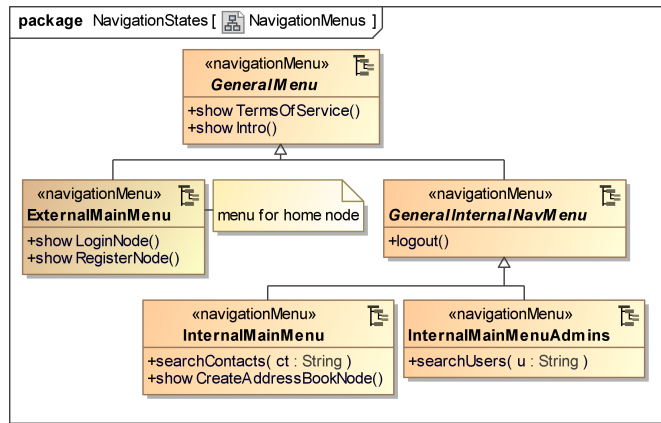 package NavigationStates [ NavigationMenus ]
«navigationMenu»
GeneralMenu
+show TermsOfService()
+show Intro()
«navigationMenu»
ExternalMainMenu
+show LoginNode()
+show RegisterNode()
menu for home node
«navigationMenu»
GeneralInternalNavMenu
+logout()
«navigationMenu»
InternalMainMenu
+searchContacts( ct : String )
+show CreateAddressBookNode()
«navigationMenu»
InternalMainMenuAdmins
+searchUsers( u : String )